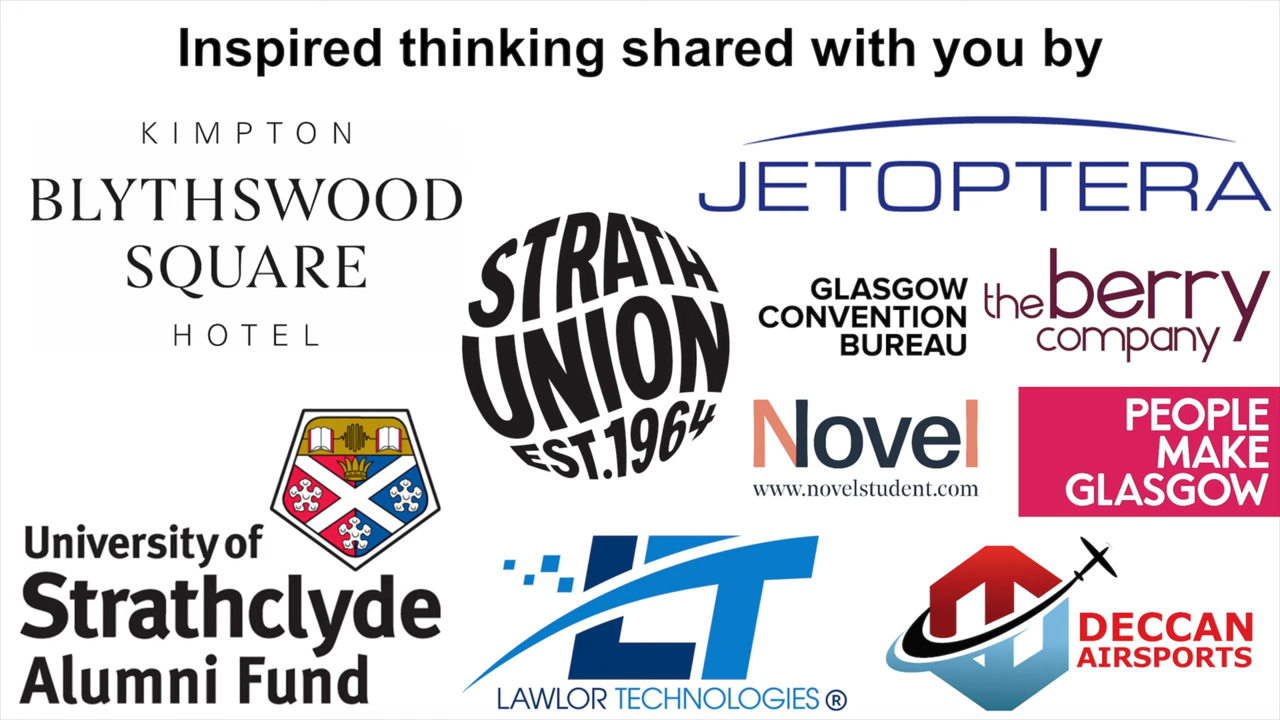 Inspired thinking shared with you by
KIMPTON
BLYTHSWOOD
SQUARE
HOTEL
JETOPTERA
STRATH
UNION
EST.1964
GLASGOW
CONVENTION
BUREAU
the berry
company
Novel
www.novelstudent.com
PEOPLE
MAKE
GLASGOW
University of
Strathclyde
Alumni Fund
LT
LAWLOR TECHNOLOGIES ®
DECCAN
AIRSPORTS